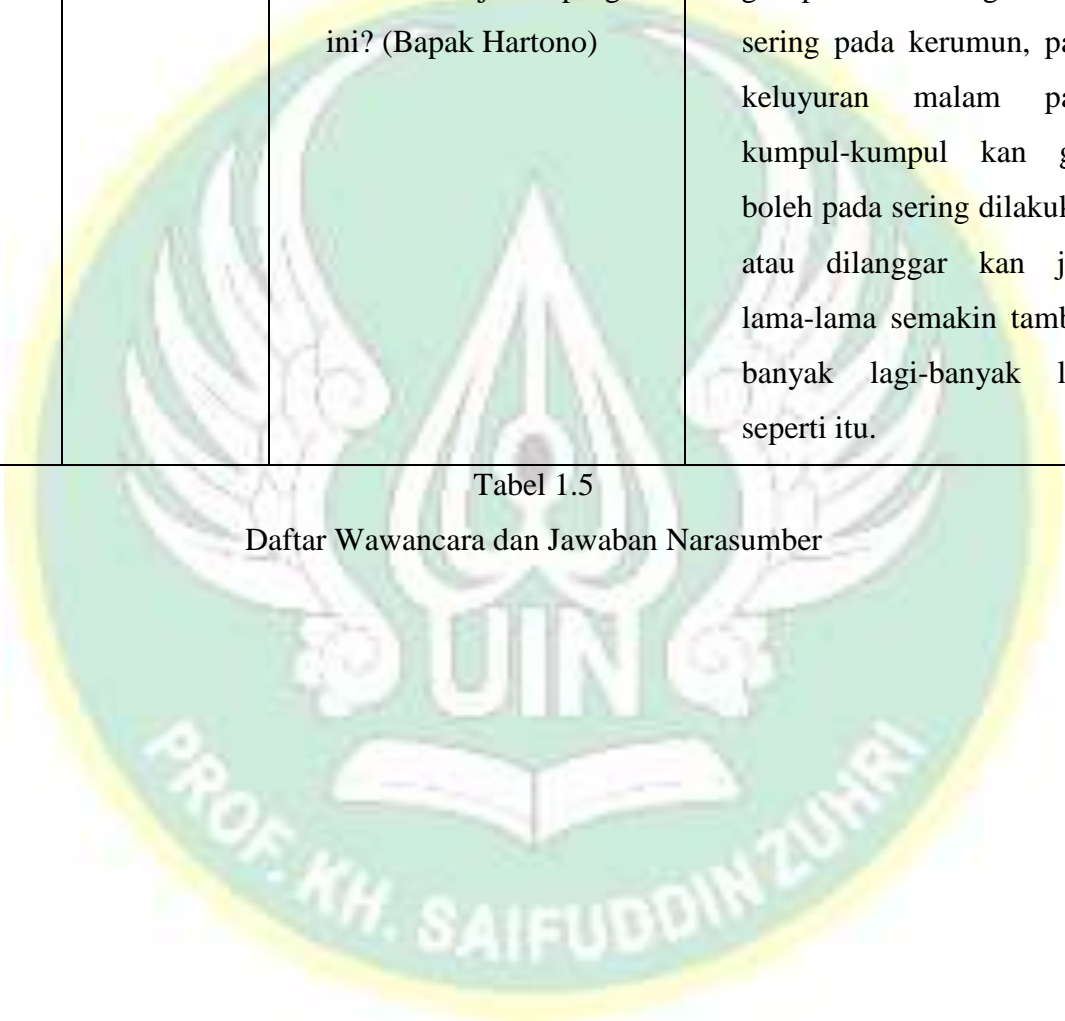 ini? (Bapak Hartono)
sering pada kerumun,
keluyuran malam
kumpul-kumpul kan
boleh pada sering
atau dilanggar kan
lama-lama semakin
banyak lagi-banyak
seperti itu.
Tabel 1.5
Daftar Wawancara dan Jawaban Narasumber
UIN
PROF. KH. SAIFUDDIN ZUHRI